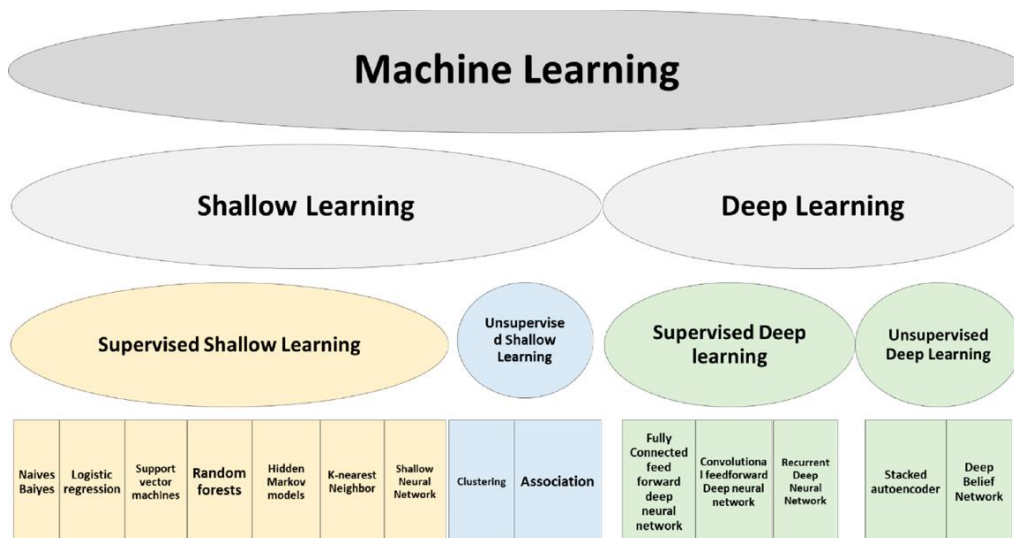 Machine Learning
Shallow Learning
Deep Learning
Supervised Shallow Learning
Unsupervise
d Shallow
Learning
Supervised Deep
learning
Unsupervised
Deep Learning
Naives
Baiyes
Logistic
regression
Support
vector
machines
Random
forests
Hidden
Markov
models
K-nearest
Neighbor
Shallow
Neural
Network
Clustering
Association
Fully
Connected
feed
forward
deep
neural
network
Convolutiona
l feedforward
Deep neural
network
Recurrent
Deep
Neural
Network
Stacked
autoencoder
Deep
Belief
Network